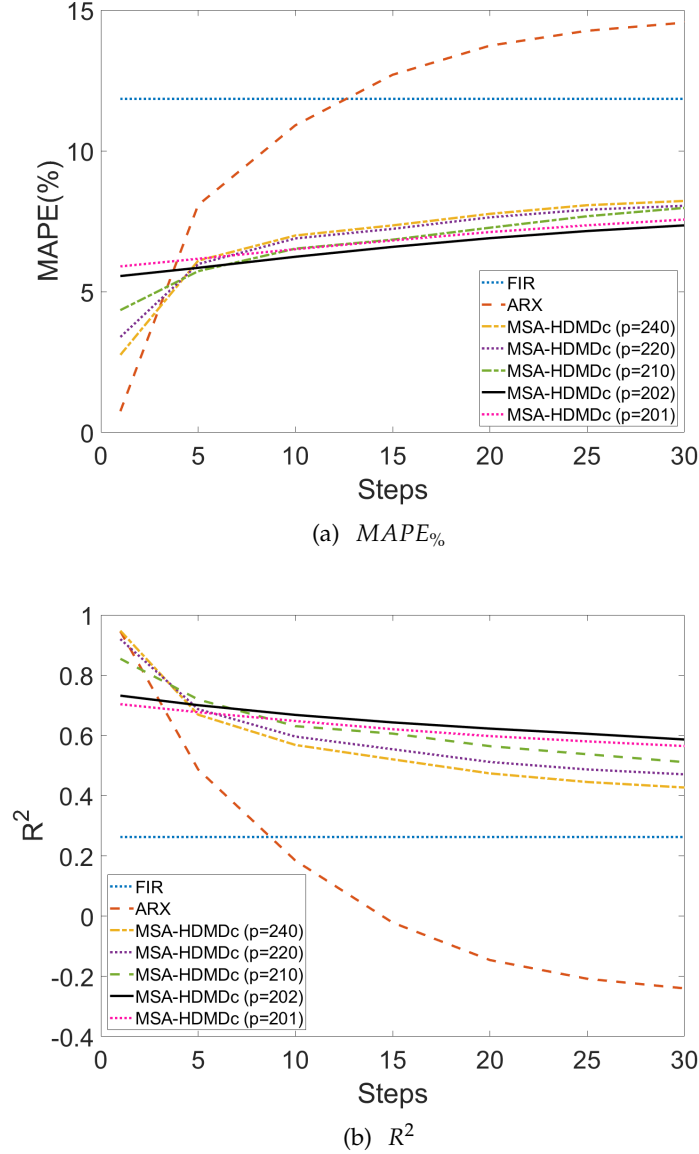 15
10
5
0
MAPE(%)
FIR
ARX
MSA-HDMDc (p=240)
MSA-HDMDc (p=220)
MSA-HDMDc (p=210)
MSA-HDMDc (p=202)
MSA-HDMDc (p=201)
0 5 10 15 20 25 30
Steps
(a) MAPE%
1
0.8
0.6
0.4
0.2
0
-0.2
-0.4
R²
FIR
ARX
MSA-HDMDc (p=240)
MSA-HDMDc (p=220)
MSA-HDMDc (p=210)
MSA-HDMDc (p=202)
MSA-HDMDc (p=201)
0 5 10 15 20 25 30
Steps
(b) R²